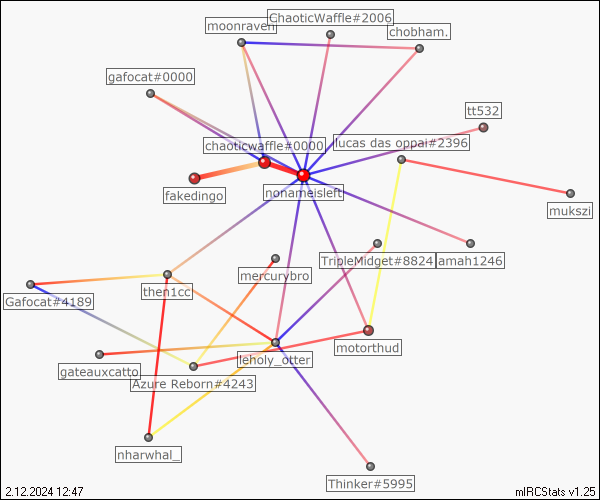 ChaoticWaffle#2006
moonraven
chobham.
gafocat#0000
tt532
chaoticwaffle#0000
lucas das oppai#2396
fakedingo
nonameisleft
mukszi
TripleMidget#8824
amah1246
mercurybro
then1cc
Gafocat#4189
motorthud
leholy_otter
gateauxcatto
Azure Reborn#4243
nharwhal_
Thinker#5995
2.12.2024 12:47
mIRCStats v1.25